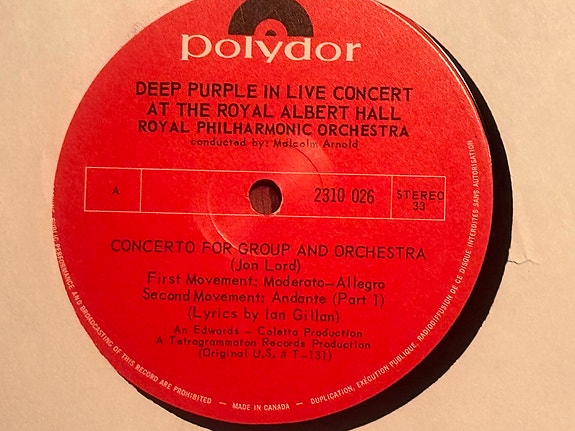 polydor
DEEP PURPLE IN LIVE CONCERT
AT THE ROYAL ALBERT HALL
ROYAL PHILHARMONIC ORCHESTRA
conducted by: Malcolm Arnold
A
2310 026
STEREO
33
CONCERTO FOR GROUP AND ORCHESTRA
(Jon Lord)
First Movement: Moderato—Allegro
Second Movement: Andante (Part 1)
(Lyrics by Ian Gillan)
An Edwards - Coletta Production
A Tetragrammaton Records Production
(Original U.S. # T-131)
PUBLIC PERFORMANCE AND BROADCASTING OF THIS RECORD ARE PROHIBITED — MADE IN CANADA — DUPLICATION, EXÉCUTION PUBLIQUE, RADIODIFFUSION DE CE DISQUE INTERDITES SANS AUTORISATION